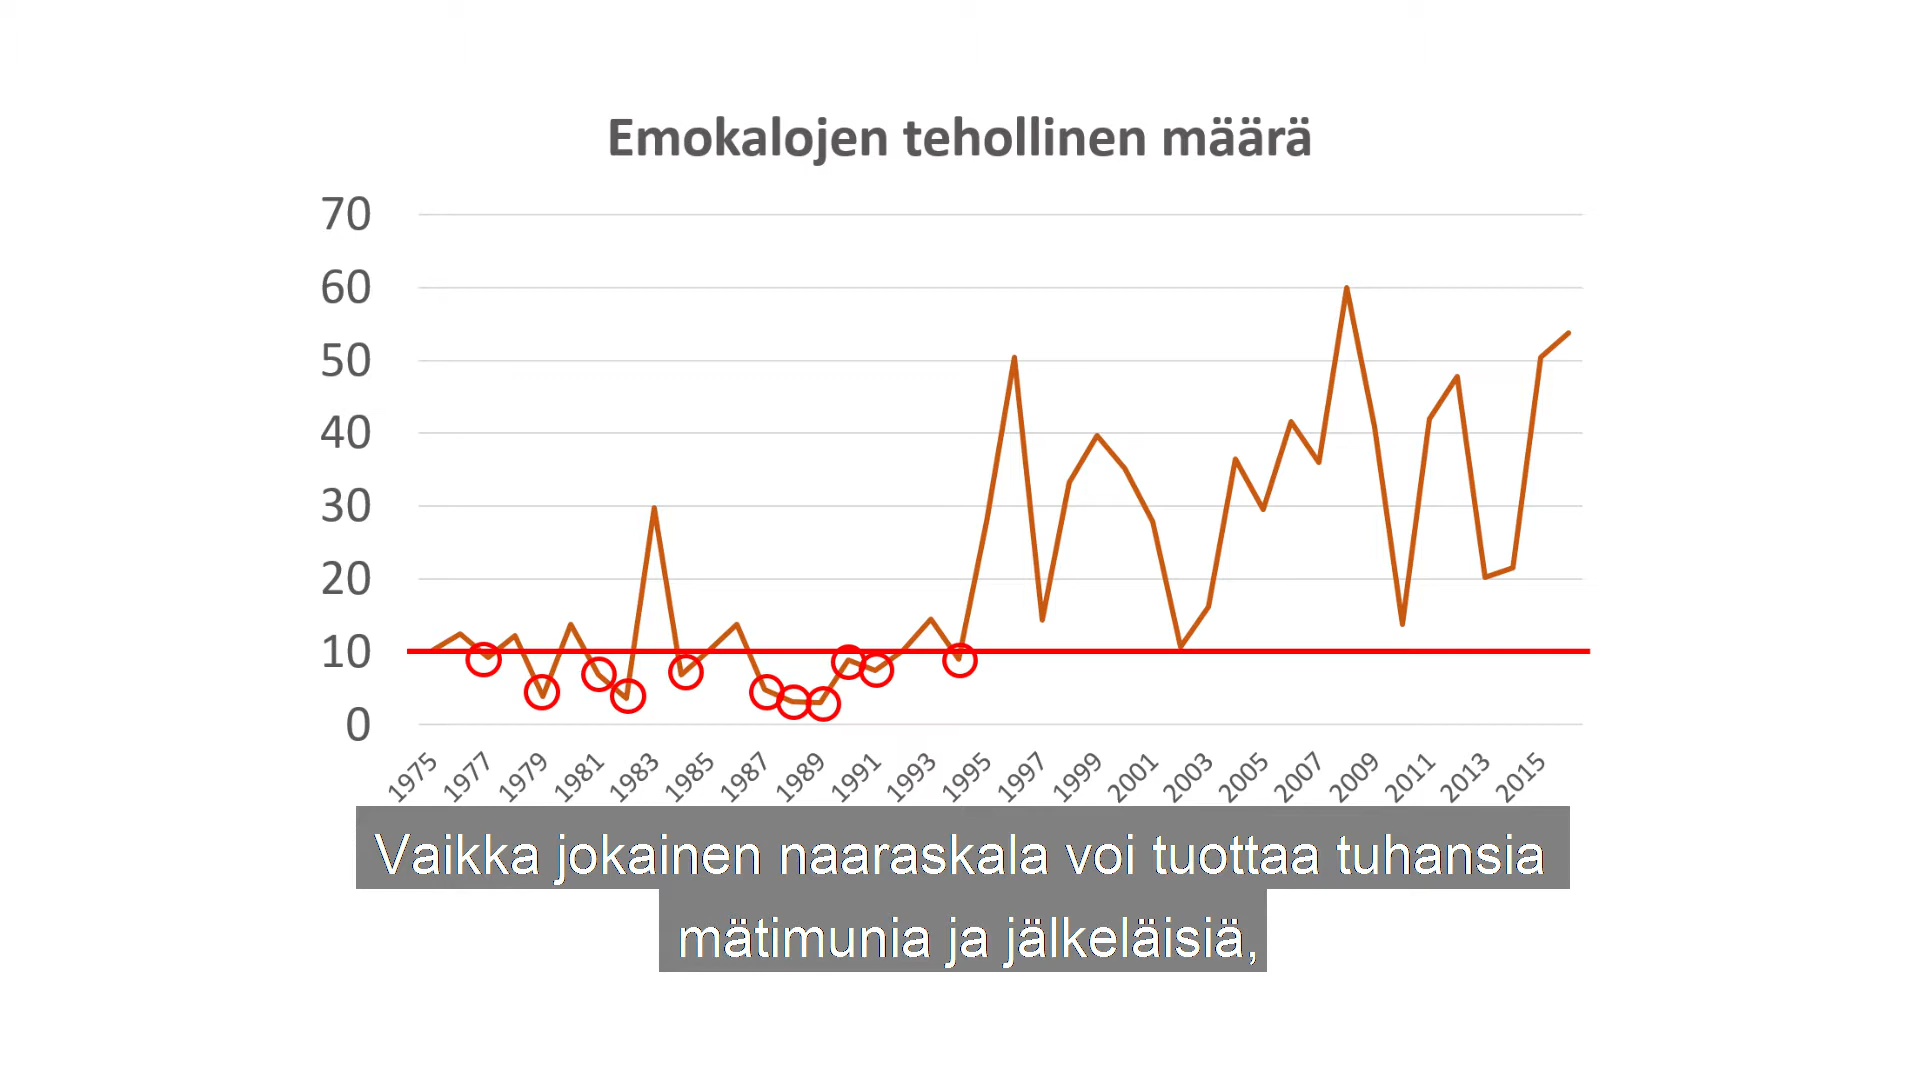 Emokalojen tehollinen määrä
70
60
50
40
30
20
10
0
1975 1977 1979 1981 1983 1985 1987 1989 1991 1993 1995 1997 1999 2001 2003 2005 2007 2009 2011 2013 2015
Vaikka jokainen naaraskala voi tuottaa tuhansia
mätimunia ja jälkeläisiä,